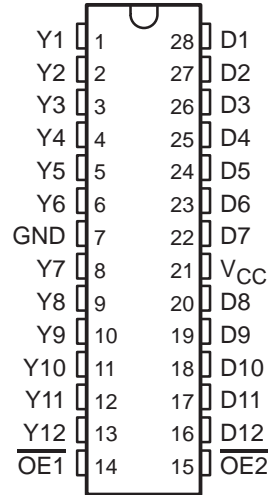 Y1 1 28 D1
Y2 2 27 D2
Y3 3 26 D3
Y4 4 25 D4
Y5 5 24 D5
Y6 6 23 D6
GND 7 22 D7
Y7 8 21 VCC
Y8 9 20 D8
Y9 10 19 D9
Y10 11 18 D10
Y11 12 17 D11
Y12 13 16 D12
O̅E̅1̅ 14 15 O̅E̅2̅